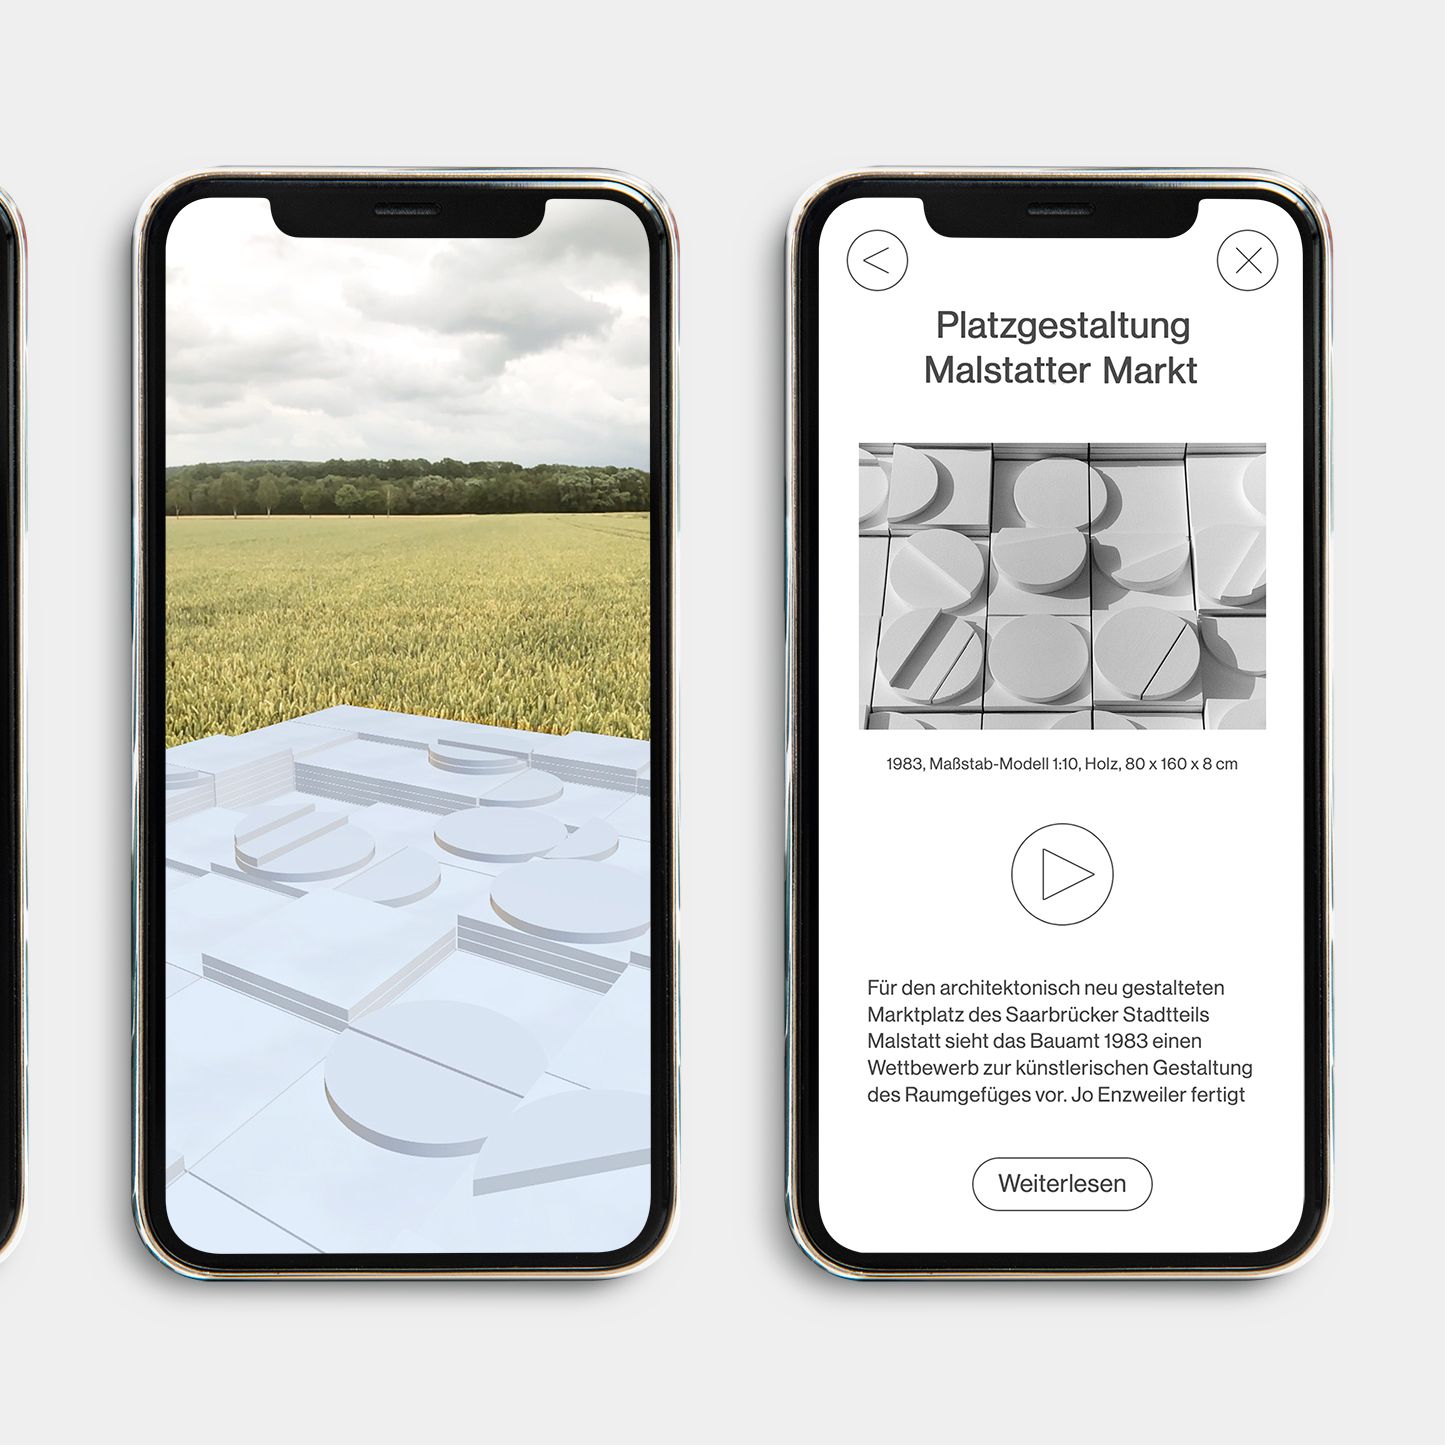 Platzgestaltung
Malstatter Markt
1983, Maßstab-Modell 1:10, Holz, 80 x 160 x 8 cm
Für den architektonisch neu gestalteten
Marktplatz des Saarbrücker Stadtteils
Malstatt sieht das Bauamt 1983 einen
Wettbewerb zur künstlerischen Gestaltung
des Raumgefüges vor. Jo Enzweiler fertigt
Weiterlesen